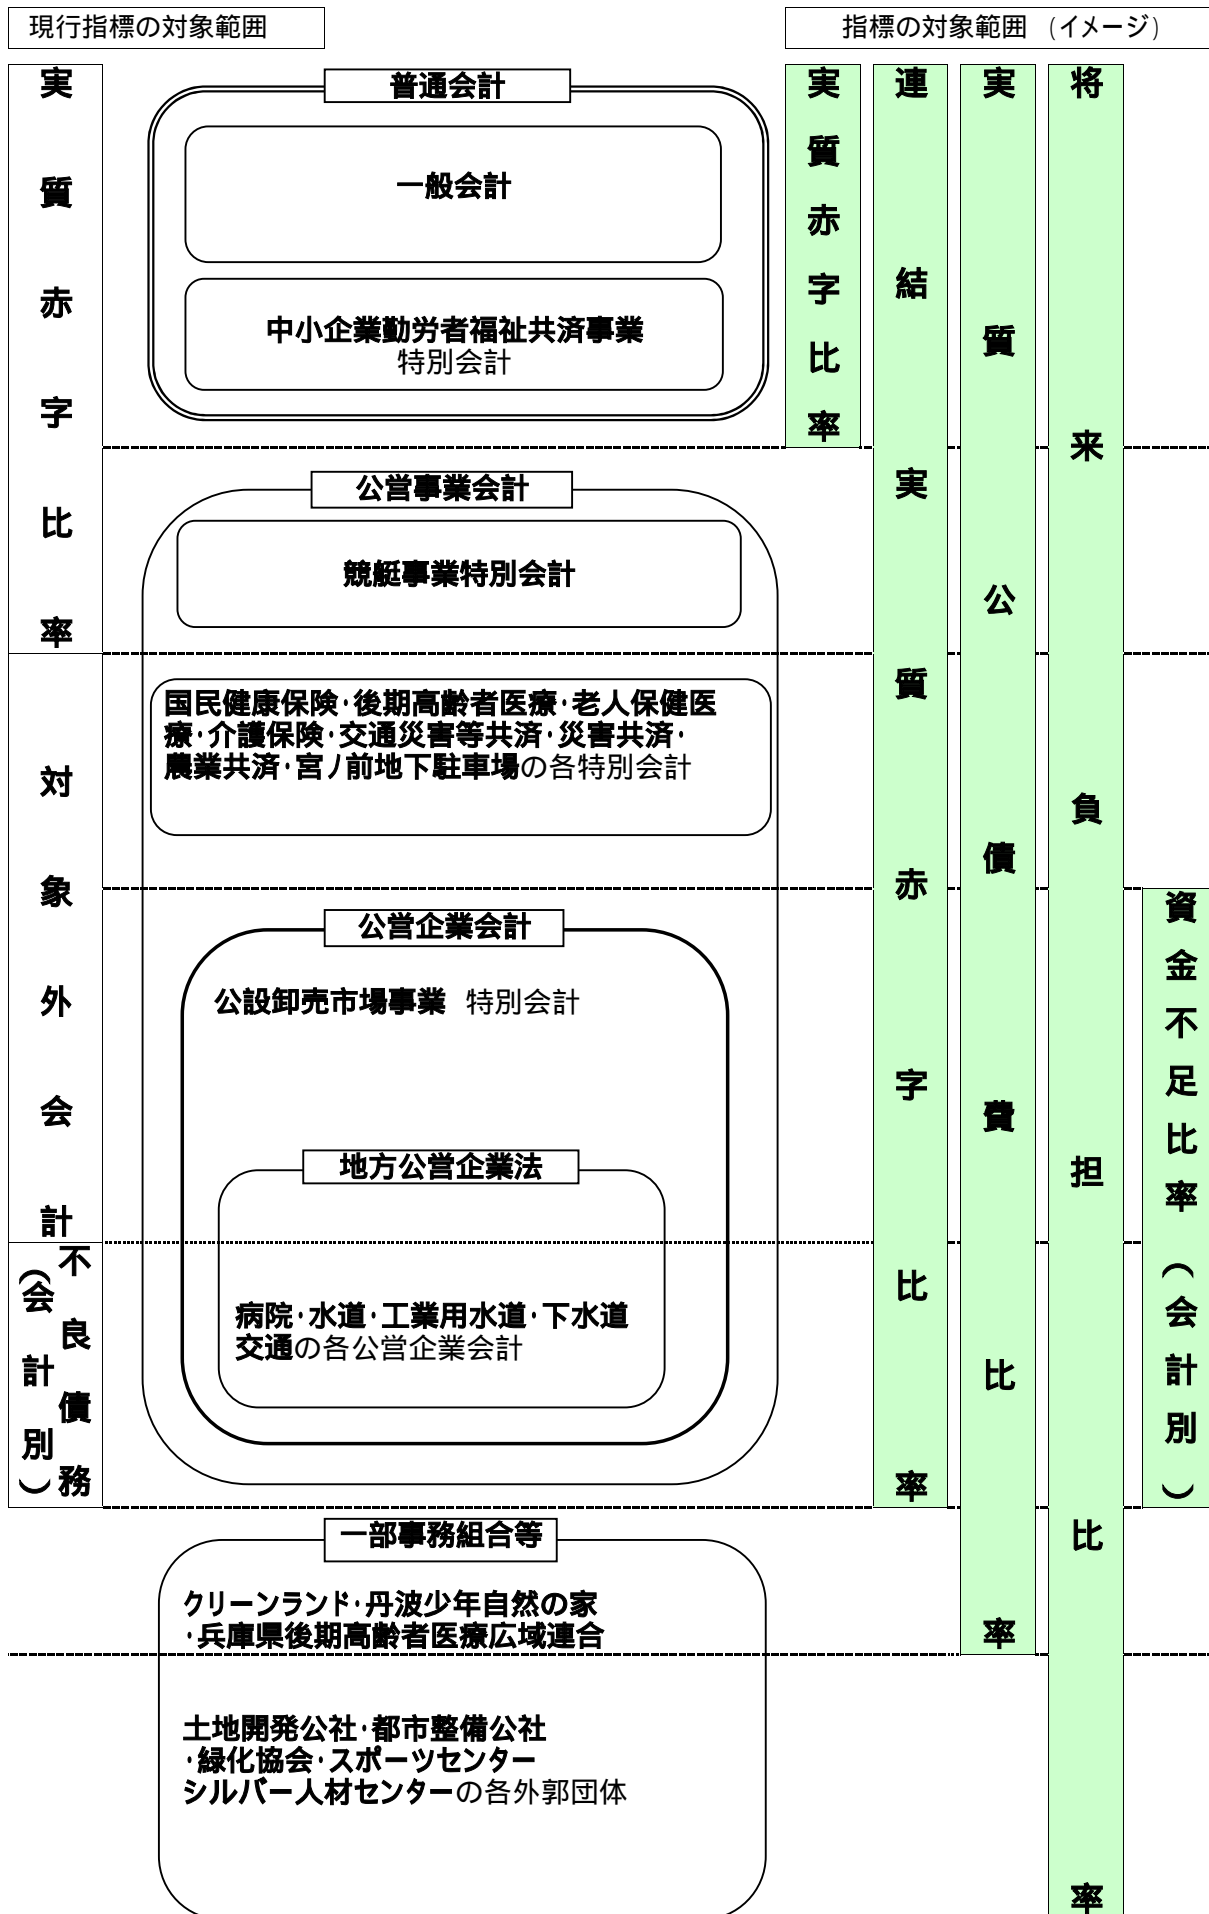 現行指標の対象範囲
指標の対象範囲 (イメージ)
実質赤字比率
対象外会計
不良債務
(会計別)
普通会計
一般会計
中小企業勤労者福祉共済事業
特別会計
公営事業会計
競艇事業特別会計
国民健康保険･後期高齢者医療･老人保健医
療･介護保険･交通災害等共済･災害共済･
農業共済･宮ﾉ前地下駐車場の各特別会計
公営企業会計
公設卸売市場事業 特別会計
地方公営企業法
病院･水道･工業用水道･下水道
交通の各公営企業会計
一部事務組合等
クリーンランド･丹波少年自然の家
･兵庫県後期高齢者医療広域連合
土地開発公社･都市整備公社
･緑化協会･スポーツセンター
シルバー人材センターの各外郭団体
実質赤字比率
連結実質赤字比率
実質公債費比率
将来負担比率
資金不足比率(会計別)